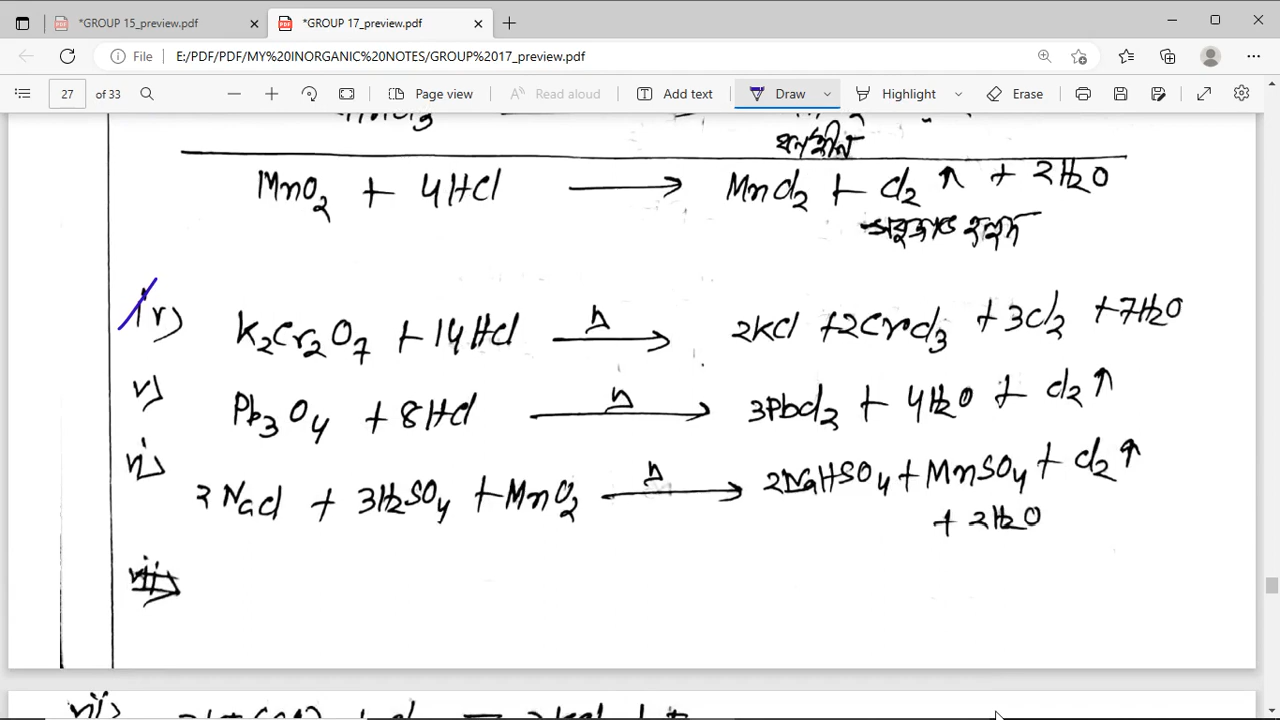 *GROUP 15_preview.pdf
*GROUP 17_preview.pdf
File E:/PDF/PDF/MY%20INORGANIC%20NOTES/GROUP%2017_preview.pdf
27 of 33 Page view Read aloud Add text Draw Highlight Erase
MnO2 + 4HCl → MnCl2 + Cl2 ↑ + 2H2O
হলুদ
iv) K2Cr2O7 + 14HCl Δ→ 2KCl + 2CrCl3 + 3Cl2 + 7H2O
v) Pb3O4 + 8HCl Δ→ 3PbCl2 + 4H2O + Cl2 ↑
vi) 2NaCl + 3H2SO4 + MnO2 Δ→ 2NaHSO4 + MnSO4 + Cl2 ↑
+ 2H2O